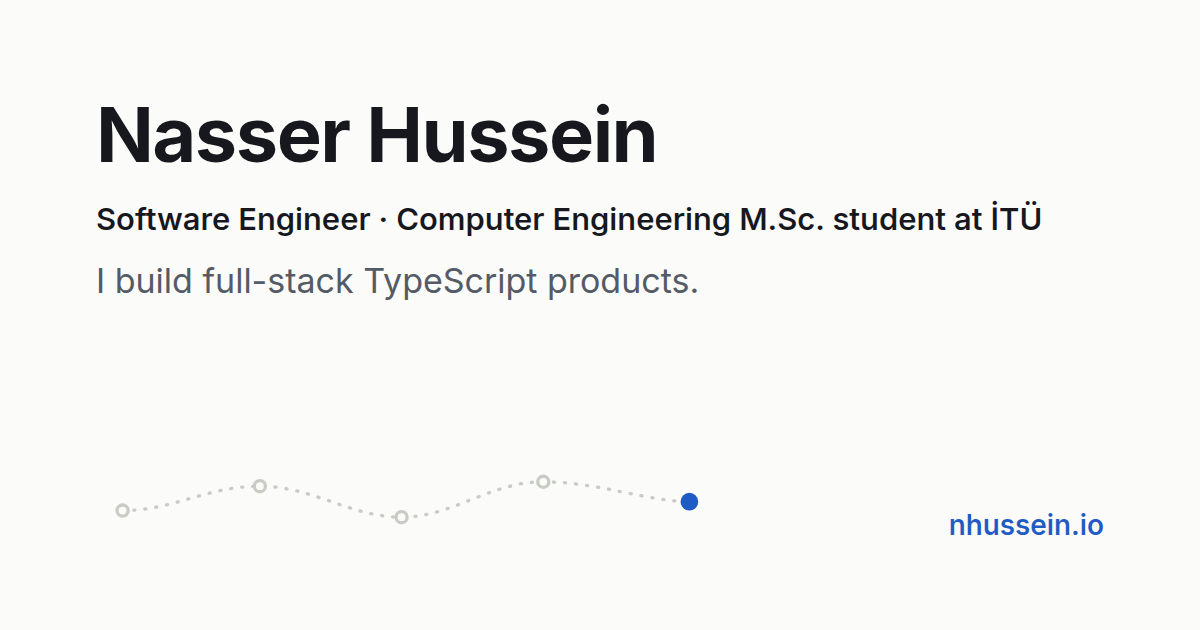 Nasser Hussein
Software Engineer · Computer Engineering M.Sc. student at İTÜ
I build full-stack TypeScript products.
nhussein.io